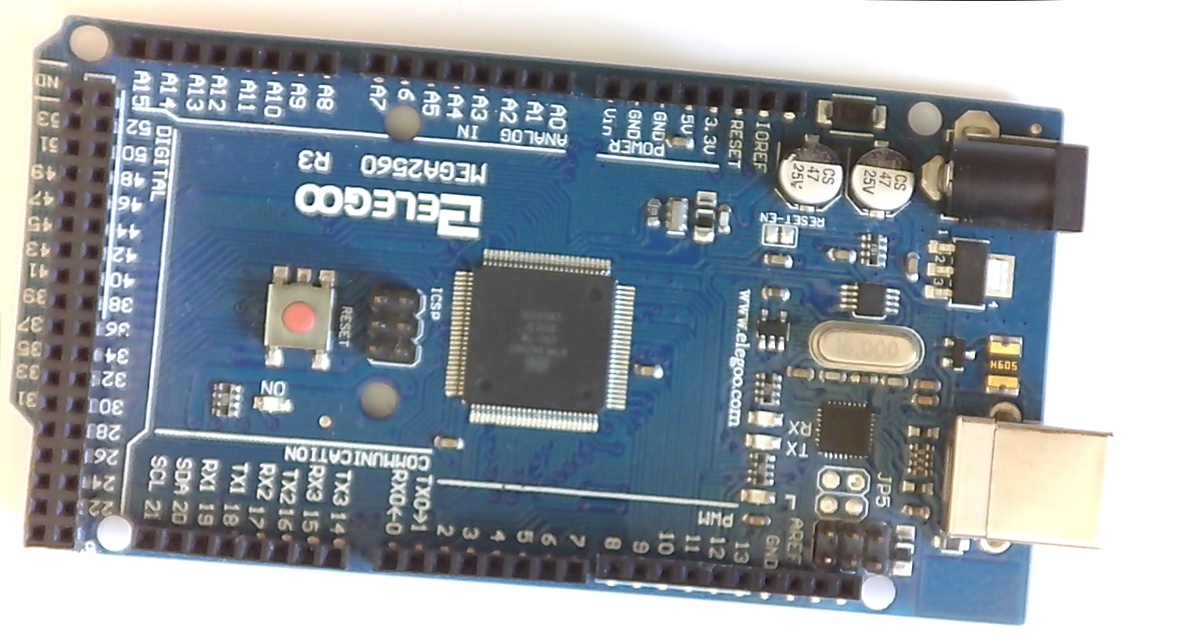 SCL 21
SDA 20
RX1 19
TX1 18
RX2 17
TX2 16
RX3 15
TX3 14
RX0←0
TX0→1
2
3
4
5
6
7
8
9
10
11
12
13
GND
AREF
COMMUNICATION
PWM
22
24
26
28
30
32
34
36
38
40
42
44
46
48
50
52
31
33
35
37
39
41
43
45
47
49
51
53
DIGITAL
L
JP5
TX
RX
ON
RESET
ICSP
www.elegoo.com
16.000
ELEGOO
MEGA2560 R3
RESET-EN
CS
47
25V
CS
47
25V
POWER
IOREF
RESET
3.3V
5V
GND
GND
Vin
ANALOG IN
A0
A1
A2
A3
A4
A5
A6
A7
A8
A9
A10
A11
A12
A13
A14
A15